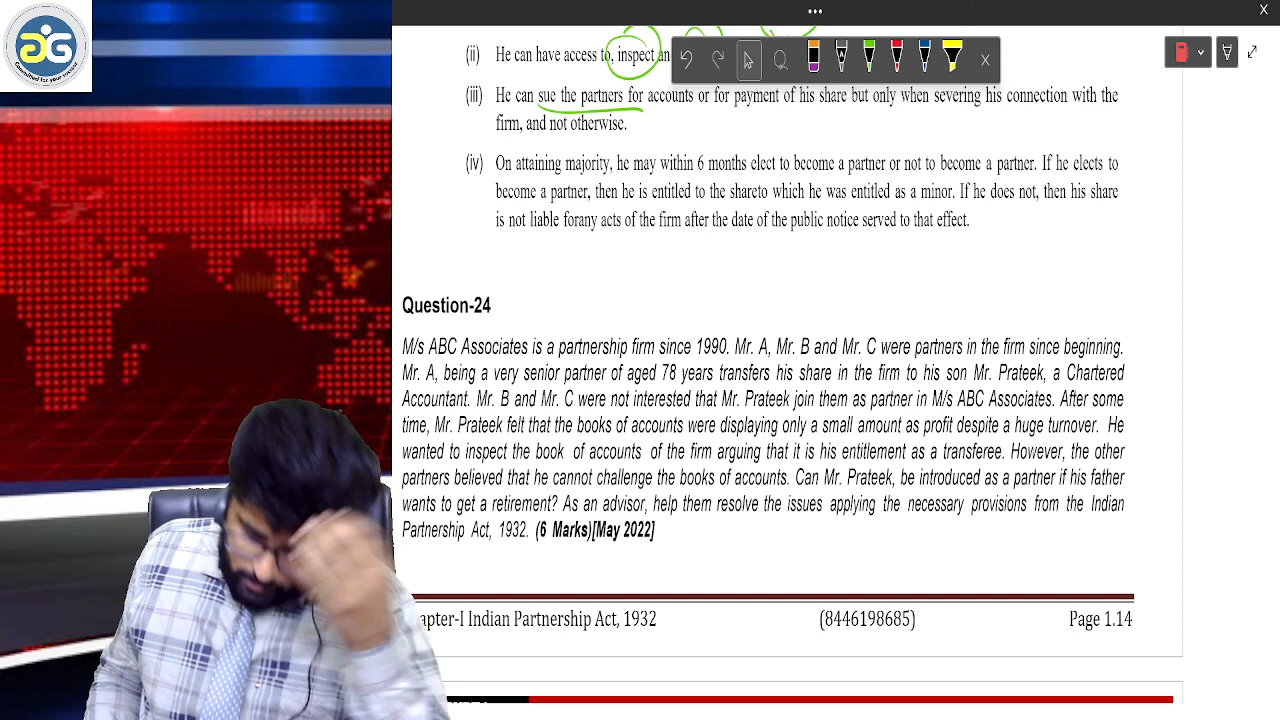 Committed for your success
(ii) He can have access to, inspect an
(iii) He can sue the partners for accounts or for payment of his share but only when severing his connection with the
firm, and not otherwise.
(iv) On attaining majority, he may within 6 months elect to become a partner or not to become a partner. If he elects to
become a partner, then he is entitled to the shareto which he was entitled as a minor. If he does not, then his share
is not liable forany acts of the firm after the date of the public notice served to that effect.
Question-24
M/s ABC Associates is a partnership firm since 1990. Mr. A, Mr. B and Mr. C were partners in the firm since beginning.
Mr. A, being a very senior partner of aged 78 years transfers his share in the firm to his son Mr. Prateek, a Chartered
Accountant. Mr. B and Mr. C were not interested that Mr. Prateek join them as partner in M/s ABC Associates. After some
time, Mr. Prateek felt that the books of accounts were displaying only a small amount as profit despite a huge turnover. He
wanted to inspect the book of accounts of the firm arguing that it is his entitlement as a transferee. However, the other
partners believed that he cannot challenge the books of accounts. Can Mr. Prateek, be introduced as a partner if his father
wants to get a retirement? As an advisor, help them resolve the issues applying the necessary provisions from the Indian
Partnership Act, 1932. (6 Marks)[May 2022]
apter-I Indian Partnership Act, 1932 (8446198685) Page 1.14